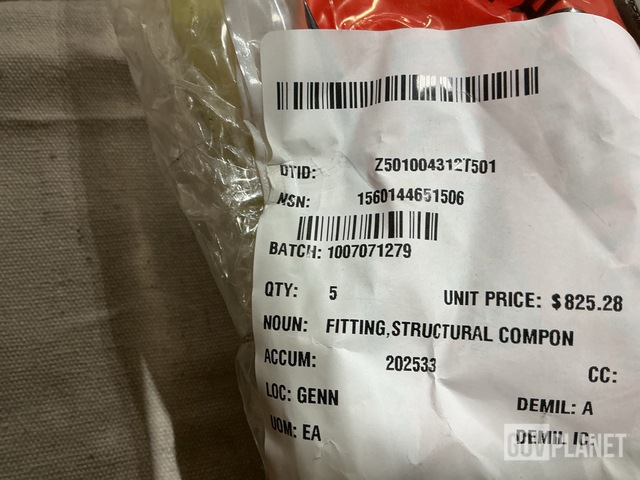 DTID: Z501004312T501
NSN: 1560144651506
BATCH: 1007071279
QTY: 5 UNIT PRICE: $825.28
NOUN: FITTING,STRUCTURAL COMPON
ACCUM: 202533
CC:
LOC: GENN
DEMIL: A
UOM: EA
DEMIL IC:
GOVPLANET